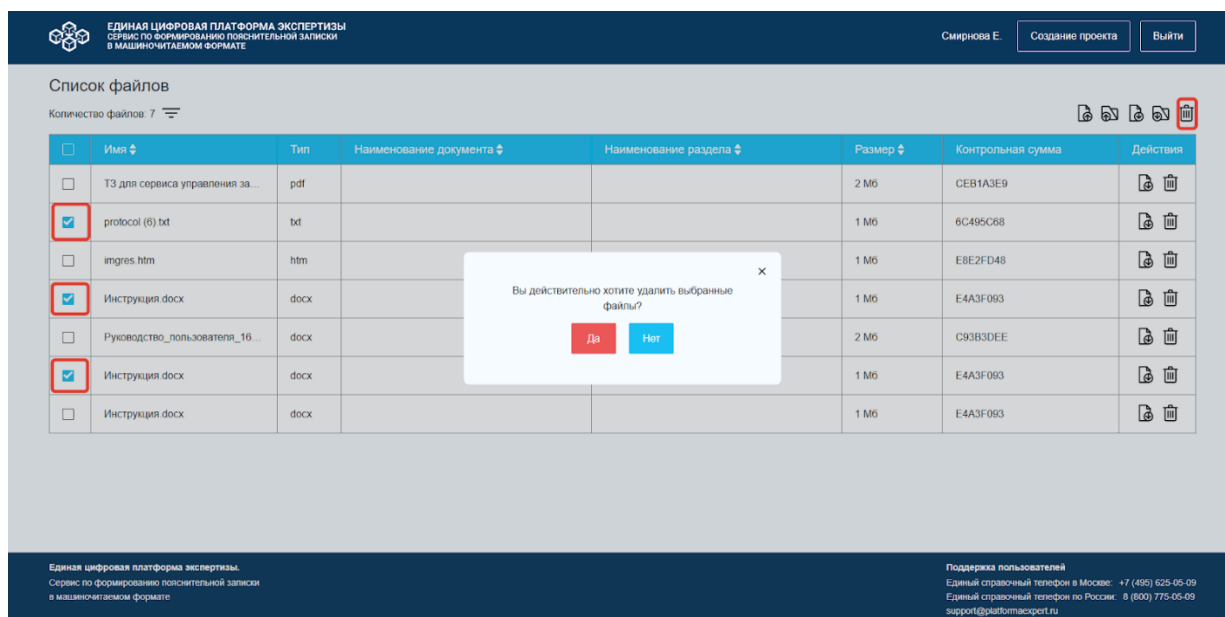 ЕДИНАЯ ЦИФРОВАЯ ПЛАТФОРМА ЭКСПЕРТИЗЫ
СЕРВИС ПО ФОРМИРОВАНИЮ ПОЯСНИТЕЛЬНОЙ ЗАПИСКИ
В МАШИНОЧИТАЕМОМ ФОРМАТЕ
Смирнова Е. Создание проекта Выйти
Список файлов
Количество файлов: 7
Имя Тип Наименование документа Наименование раздела Размер Контрольная сумма Действия
ТЗ для сервиса управления за... pdf 2 Мб CEB1A3E9
protocol (6).txt txt 1 Мб 6C495C68
imgres.htm htm 1 Мб E8E2FD48
Инструкция.docx docx 1 Мб E4A3F093
Руководство_пользователя_16... docx 2 Мб C93B3DEE
Инструкция.docx docx 1 Мб E4A3F093
Инструкция.docx docx 1 Мб E4A3F093
Вы действительно хотите удалить выбранные
файлы?
Да Нет
Единая цифровая платформа экспертизы.
Сервис по формированию пояснительной записки
в машиночитаемом формате
Поддержка пользователей
Единый справочный телефон в Москве: +7 (495) 625-05-09
Единый справочный телефон по России: 8 (800) 775-05-09
support@platformaexpert.ru